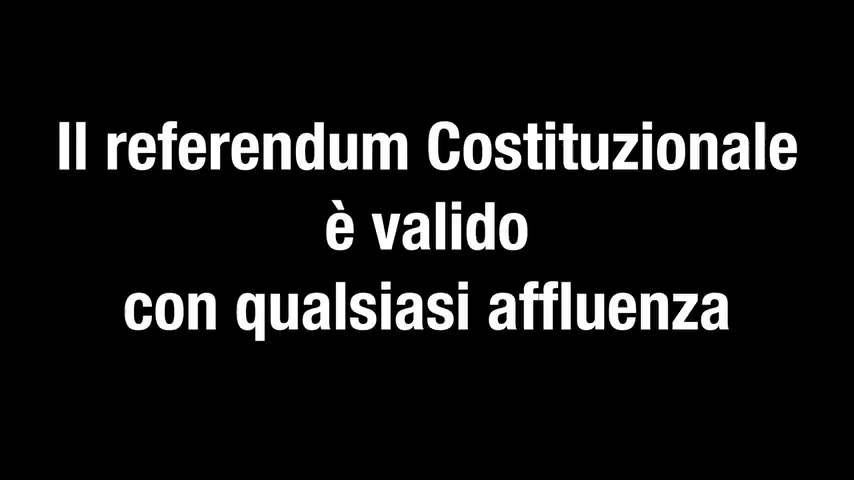 Il referendum Costituzionale
è valido
con qualsiasi affluenza